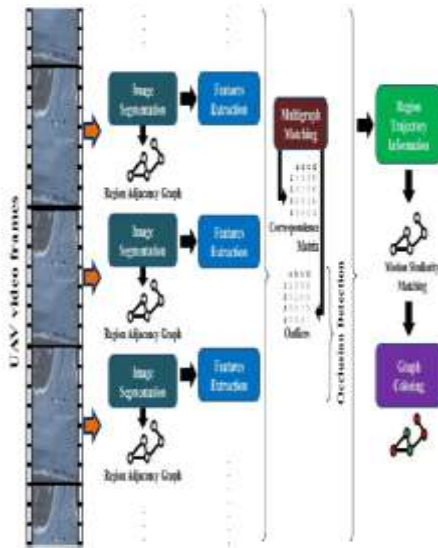 UAV video frames
Image
Segmentation
Features
Extraction
Region Adjacency Graph
Image
Segmentation
Features
Extraction
Region Adjacency Graph
Image
Segmentation
Features
Extraction
Region Adjacency Graph
Multigraph
Matching
Correspondence
Matrix
Outliers
Occlusion Detection
Region
Trajectory
Information
Motion Similarity
Matching
Graph
Coloring